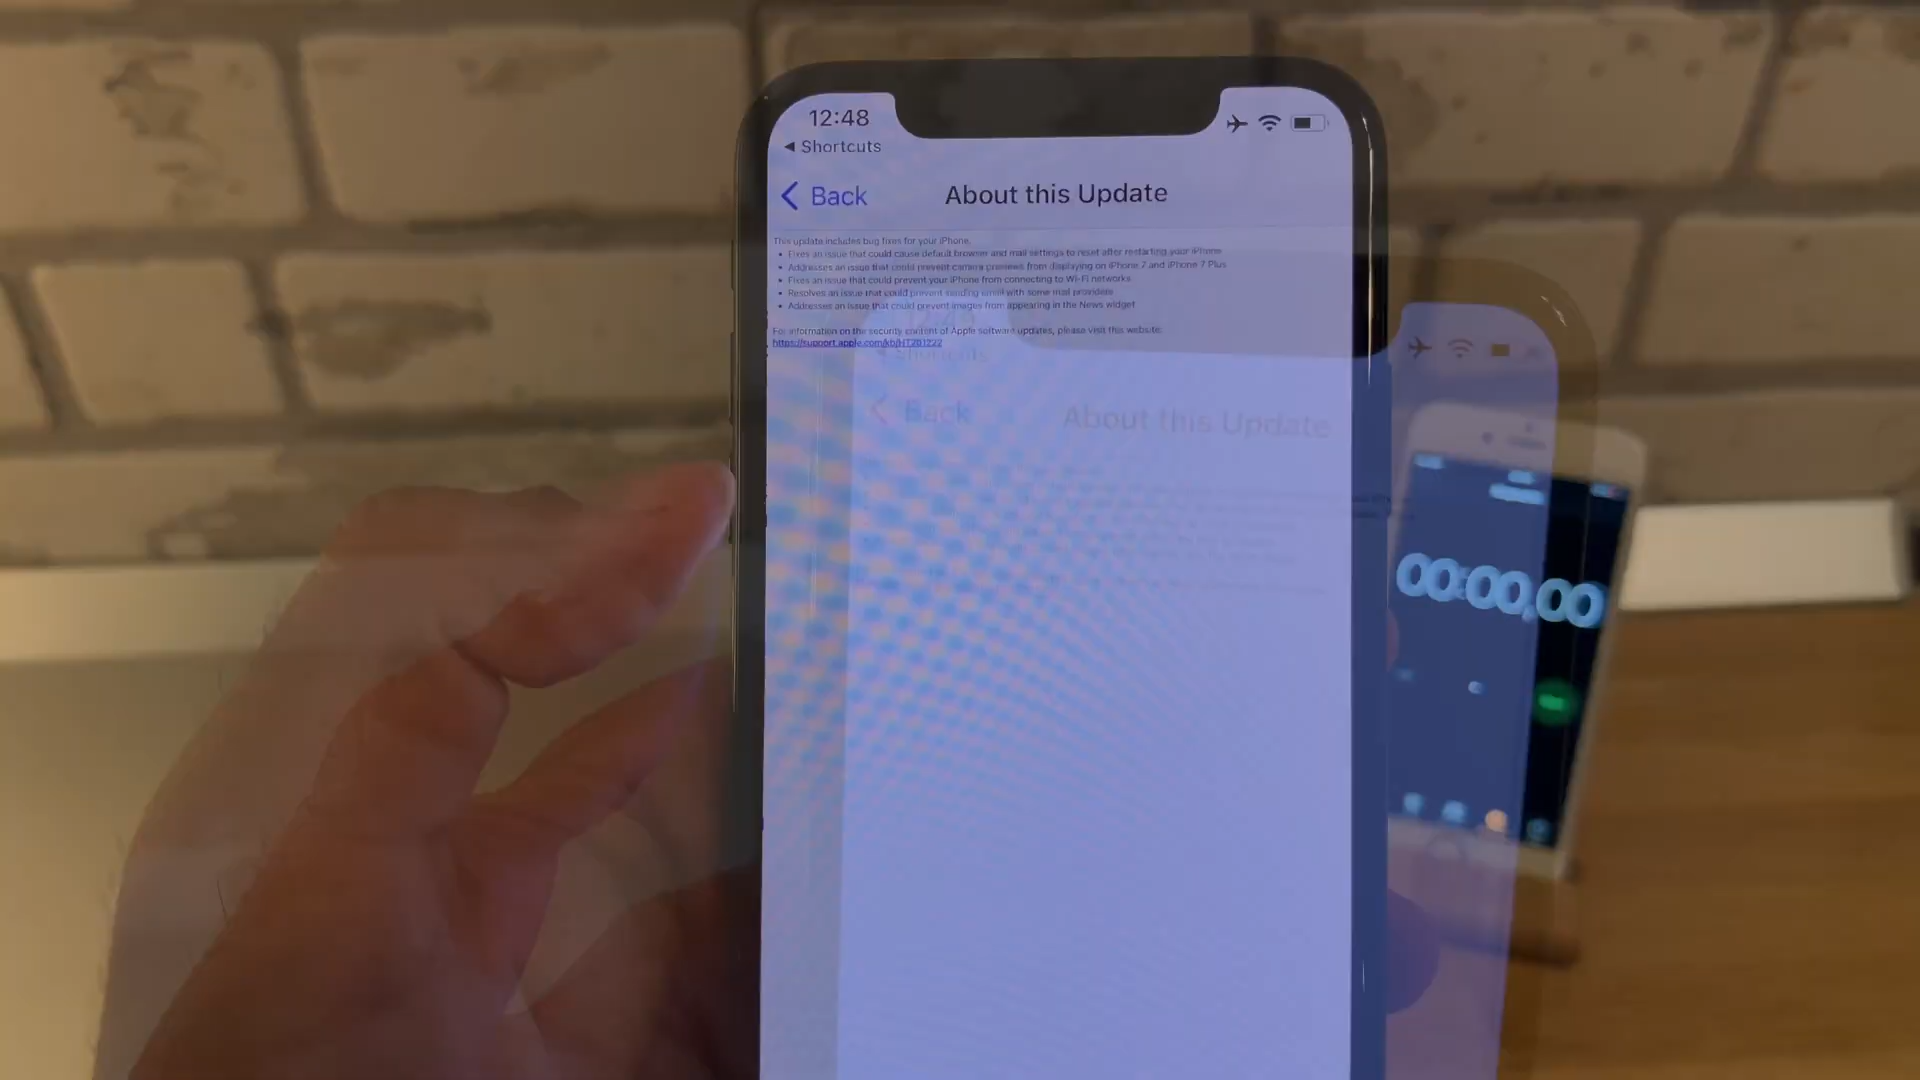 12:48
Shortcuts
Back
About this Update
This update includes bug fixes for your iPhone.
• Fixes an issue that could cause default browser and mail settings to reset after restarting your iPhone
• Addresses an issue that could prevent camera previews from displaying on iPhone 7 and iPhone 7 Plus
• Fixes an issue that could prevent your iPhone from connecting to Wi-Fi networks
• Resolves an issue that could prevent sending email with some mail providers
• Addresses an issue that could prevent images from appearing in the News widget
For information on the security content of Apple software updates, please visit this website:
https://support.apple.com/kb/HT201222
Shortcuts
Back
About this Update
00:00,00